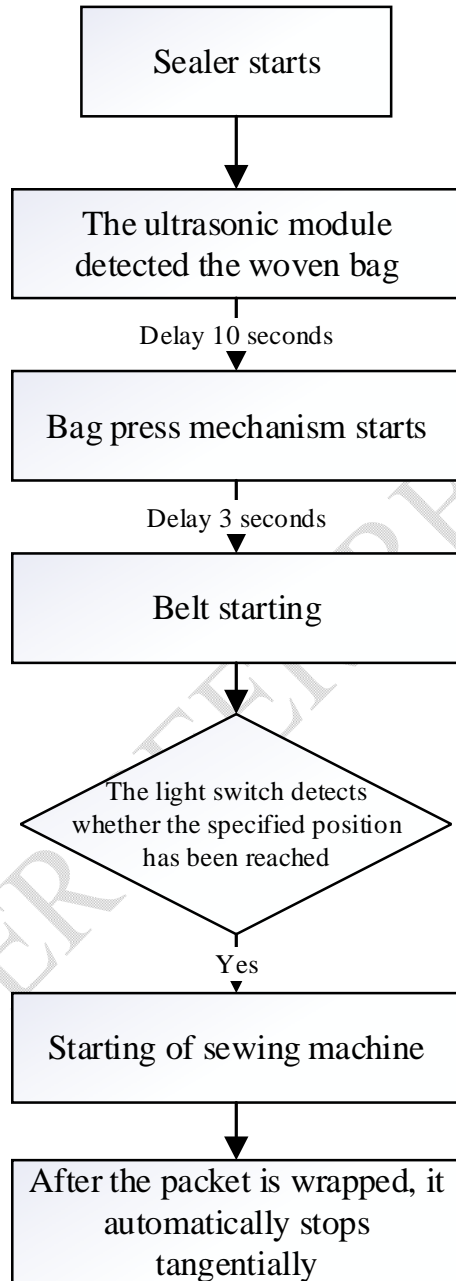 Sealer starts
The ultrasonic module
detected the woven bag
Delay 10 seconds
Bag press mechanism starts
Delay 3 seconds
Belt starting
The light switch detects
whether the specified position
has been reached
Yes
Starting of sewing machine
After the packet is wrapped, it
automatically stops
tangentially